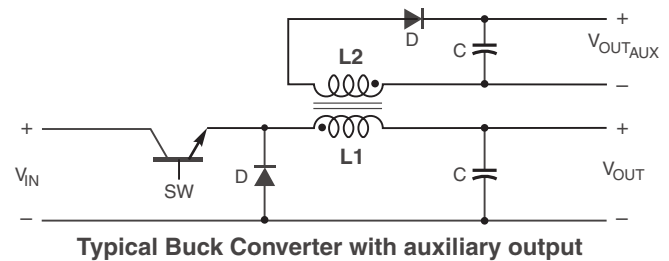 D
+
C
V_OUT_AUX
L2
−
+
+
L1
V_IN
SW
D
C
V_OUT
−
−
Typical Buck Converter with auxiliary output